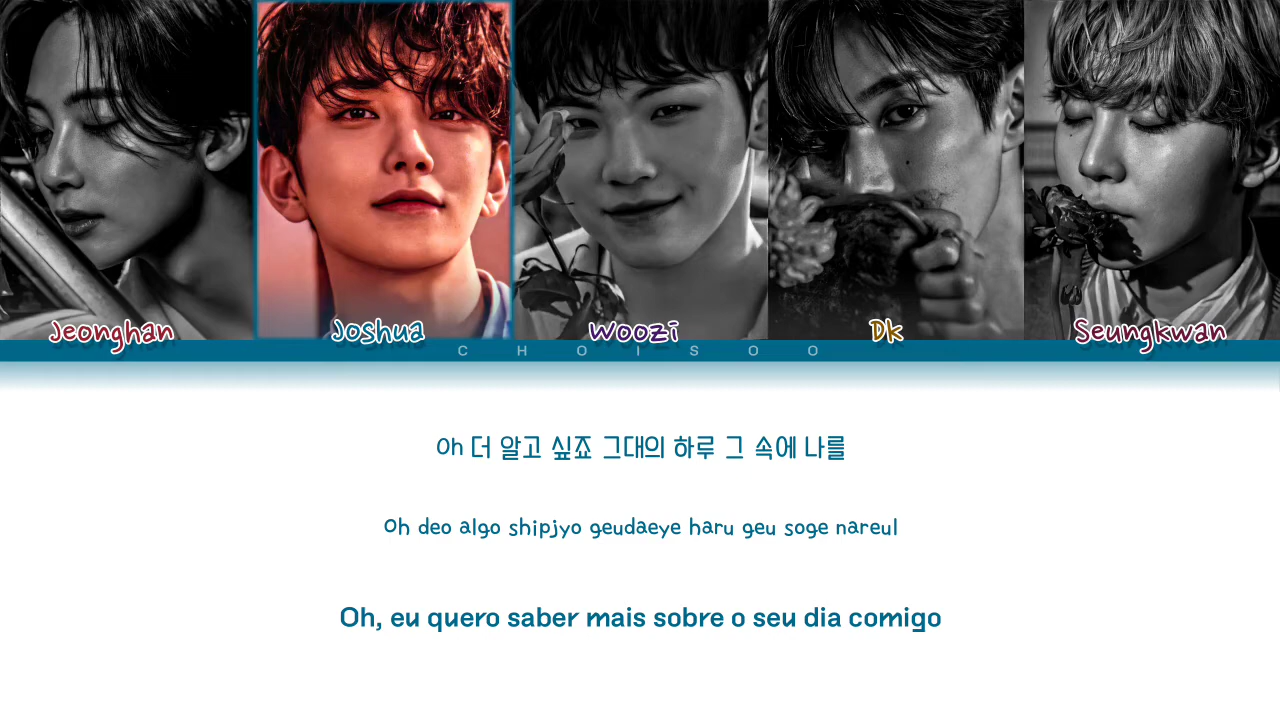 Jeonghan
Joshua
Woozi
Dk
Seungkwan
CHOISOO
Oh 더 알고 싶죠 그대의 하루 그 속에 나를
Oh deo algo shipjyo geudaeye haru geu soge nareul
Oh, eu quero saber mais sobre o seu dia comigo